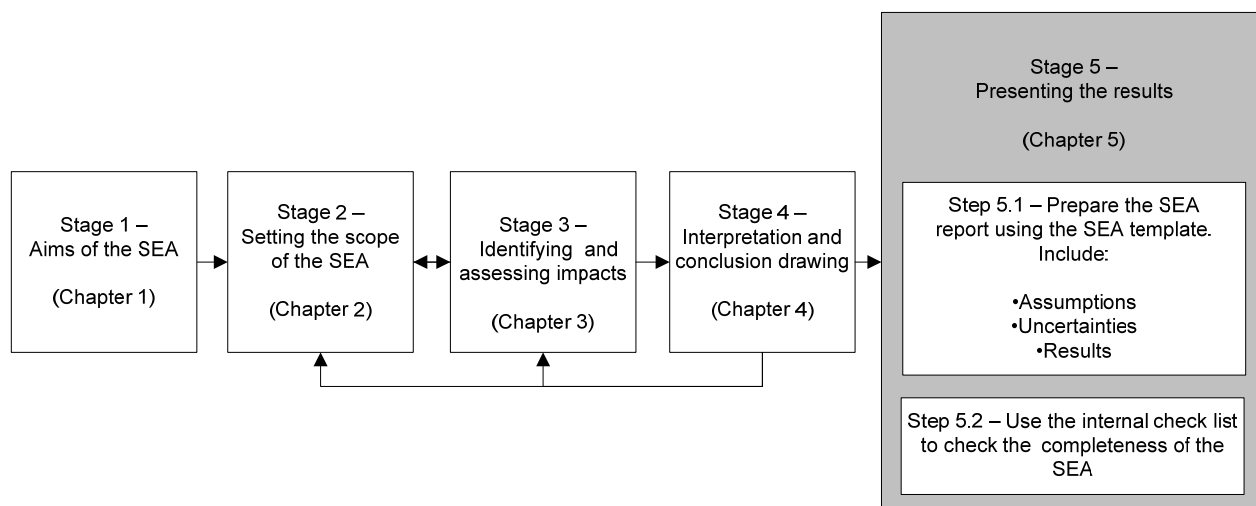 Stage 1 –
Aims of the SEA
(Chapter 1)
Stage 2 –
Setting the scope
of the SEA
(Chapter 2)
Stage 3 –
Identifying and
assessing impacts
(Chapter 3)
Stage 4 –
Interpretation and
conclusion drawing
(Chapter 4)
Stage 5 –
Presenting the results
(Chapter 5)
Step 5.1 – Prepare the SEA
report using the SEA template.
Include:
•Assumptions
•Uncertainties
•Results
Step 5.2 – Use the internal check list
to check the completeness of the
SEA